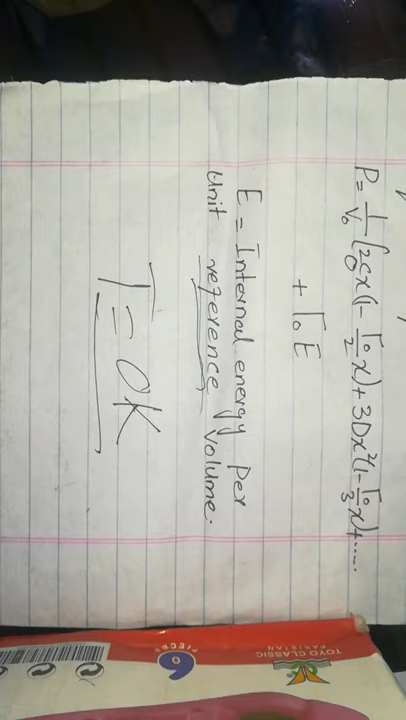 P = 1/V₀ [2Cx(1 - Γ₀/2 x) + 3Dx²(1 - Γ₀/3 x) + .....
+ Γ₀E
E = Internal energy per
unit reference volume.
T = 0K
TOYO CLASSIC
PAKISTAN
6
PIECES